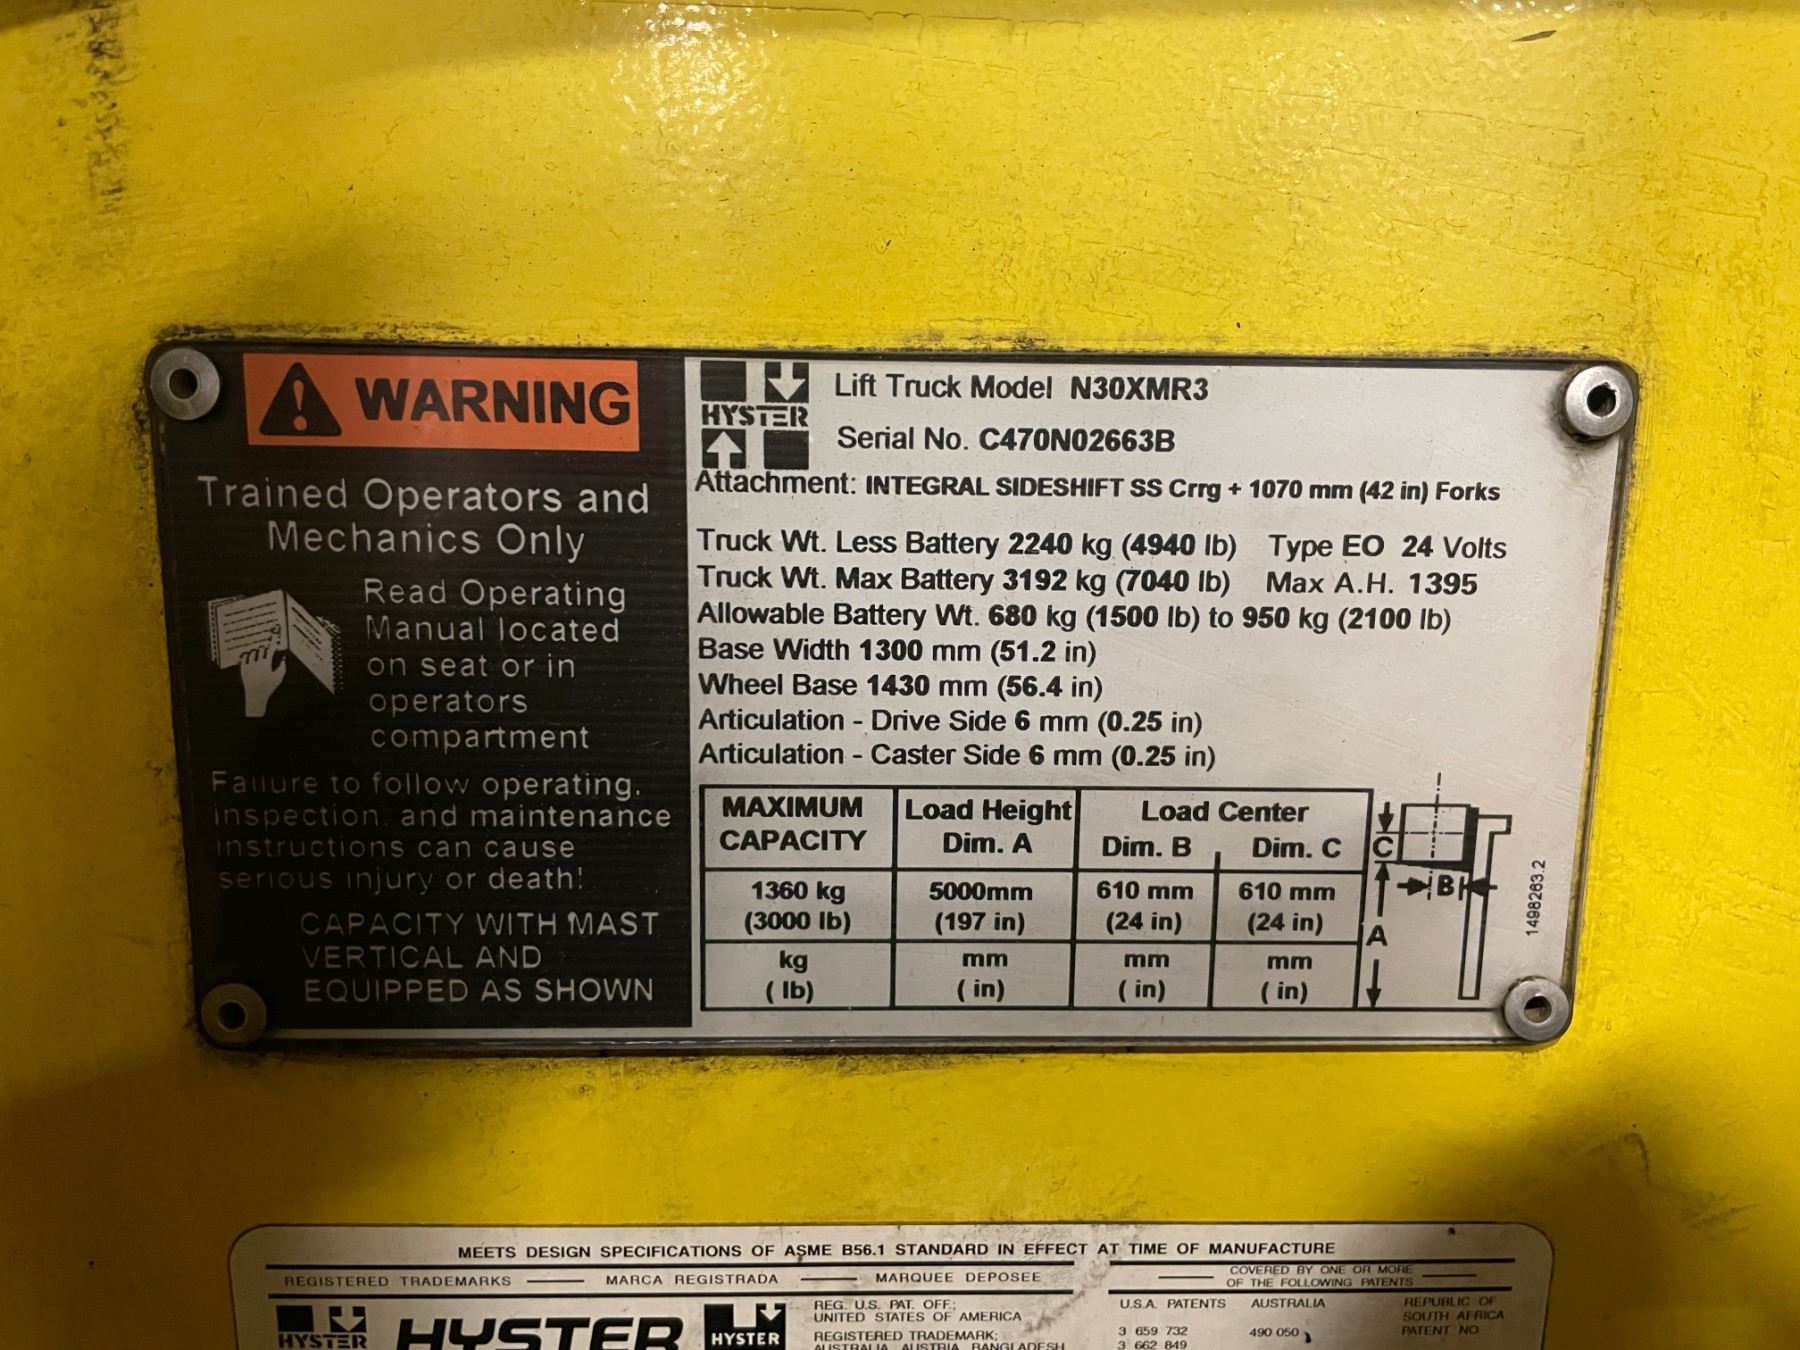 WARNING
Trained Operators and
Mechanics Only
Read Operating
Manual located
on seat or in
operators
compartment
Failure to follow operating,
inspection, and maintenance
instructions can cause
serious injury or death!
CAPACITY WITH MAST
VERTICAL AND
EQUIPPED AS SHOWN
HYSTER
Lift Truck Model N30XMR3
Serial No. C470N02663B
Attachment: INTEGRAL SIDESHIFT SS Crrg + 1070 mm (42 in) Forks
Truck Wt. Less Battery 2240 kg (4940 lb) Type EO 24 Volts
Truck Wt. Max Battery 3192 kg (7040 lb) Max A.H. 1395
Allowable Battery Wt. 680 kg (1500 lb) to 950 kg (2100 lb)
Base Width 1300 mm (51.2 in)
Wheel Base 1430 mm (56.4 in)
Articulation - Drive Side 6 mm (0.25 in)
Articulation - Caster Side 6 mm (0.25 in)
MAXIMUM Load Height Load Center
CAPACITY Dim. A Dim. B Dim. C
1360 kg 5000mm 610 mm 610 mm
(3000 lb) (197 in) (24 in) (24 in)
kg mm mm mm
( lb) ( in) ( in) ( in)
C
B
A
1498263.2
MEETS DESIGN SPECIFICATIONS OF ASME B56.1 STANDARD IN EFFECT AT TIME OF MANUFACTURE
REGISTERED TRADEMARKS MARCA REGISTRADA MARQUEE DEPOSEE
COVERED BY ONE OR MORE
OF THE FOLLOWING PATENTS
HYSTER HYSTER HYSTER
REG. U.S. PAT. OFF.;
UNITED STATES OF AMERICA
REGISTERED TRADEMARK;
AUSTRALIA AUSTRIA BANGLADESH
U.S.A. PATENTS AUSTRALIA REPUBLIC OF
SOUTH AFRICA
PATENT NO.
3 659 732 490 050
3 662 849